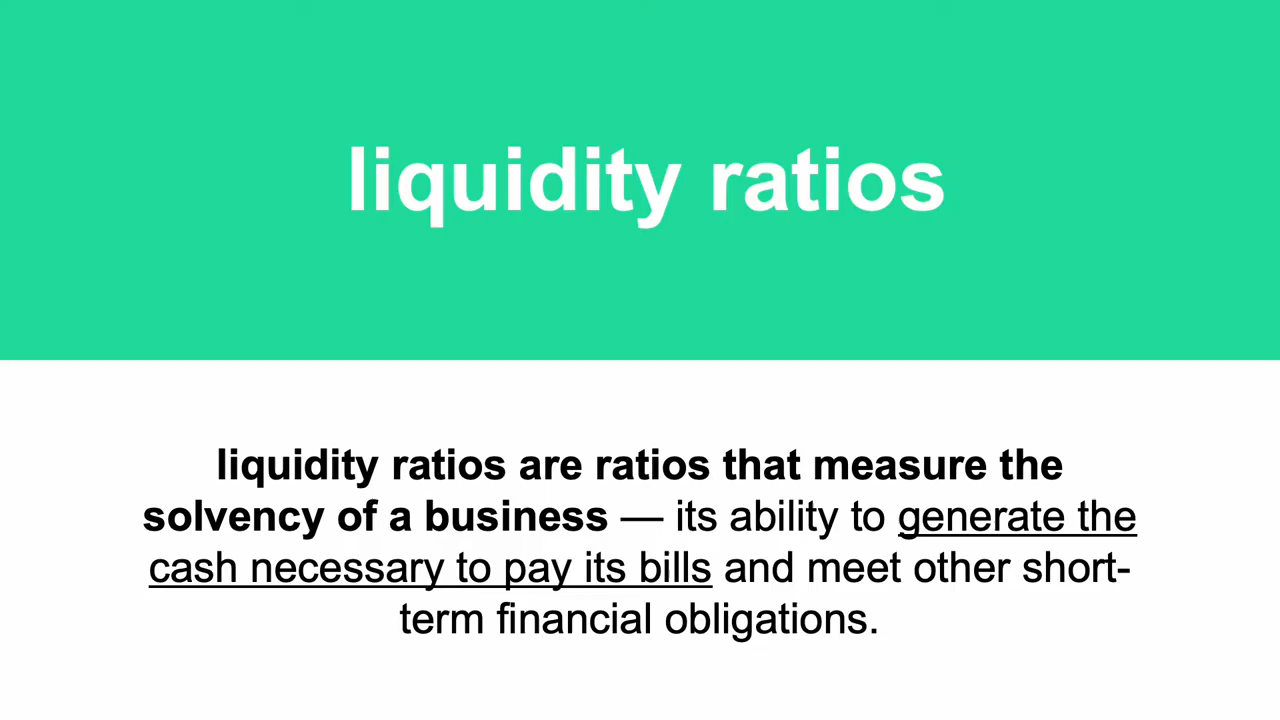 liquidity ratios
liquidity ratios are ratios that measure the
solvency of a business — its ability to generate the
cash necessary to pay its bills and meet other short-
term financial obligations.